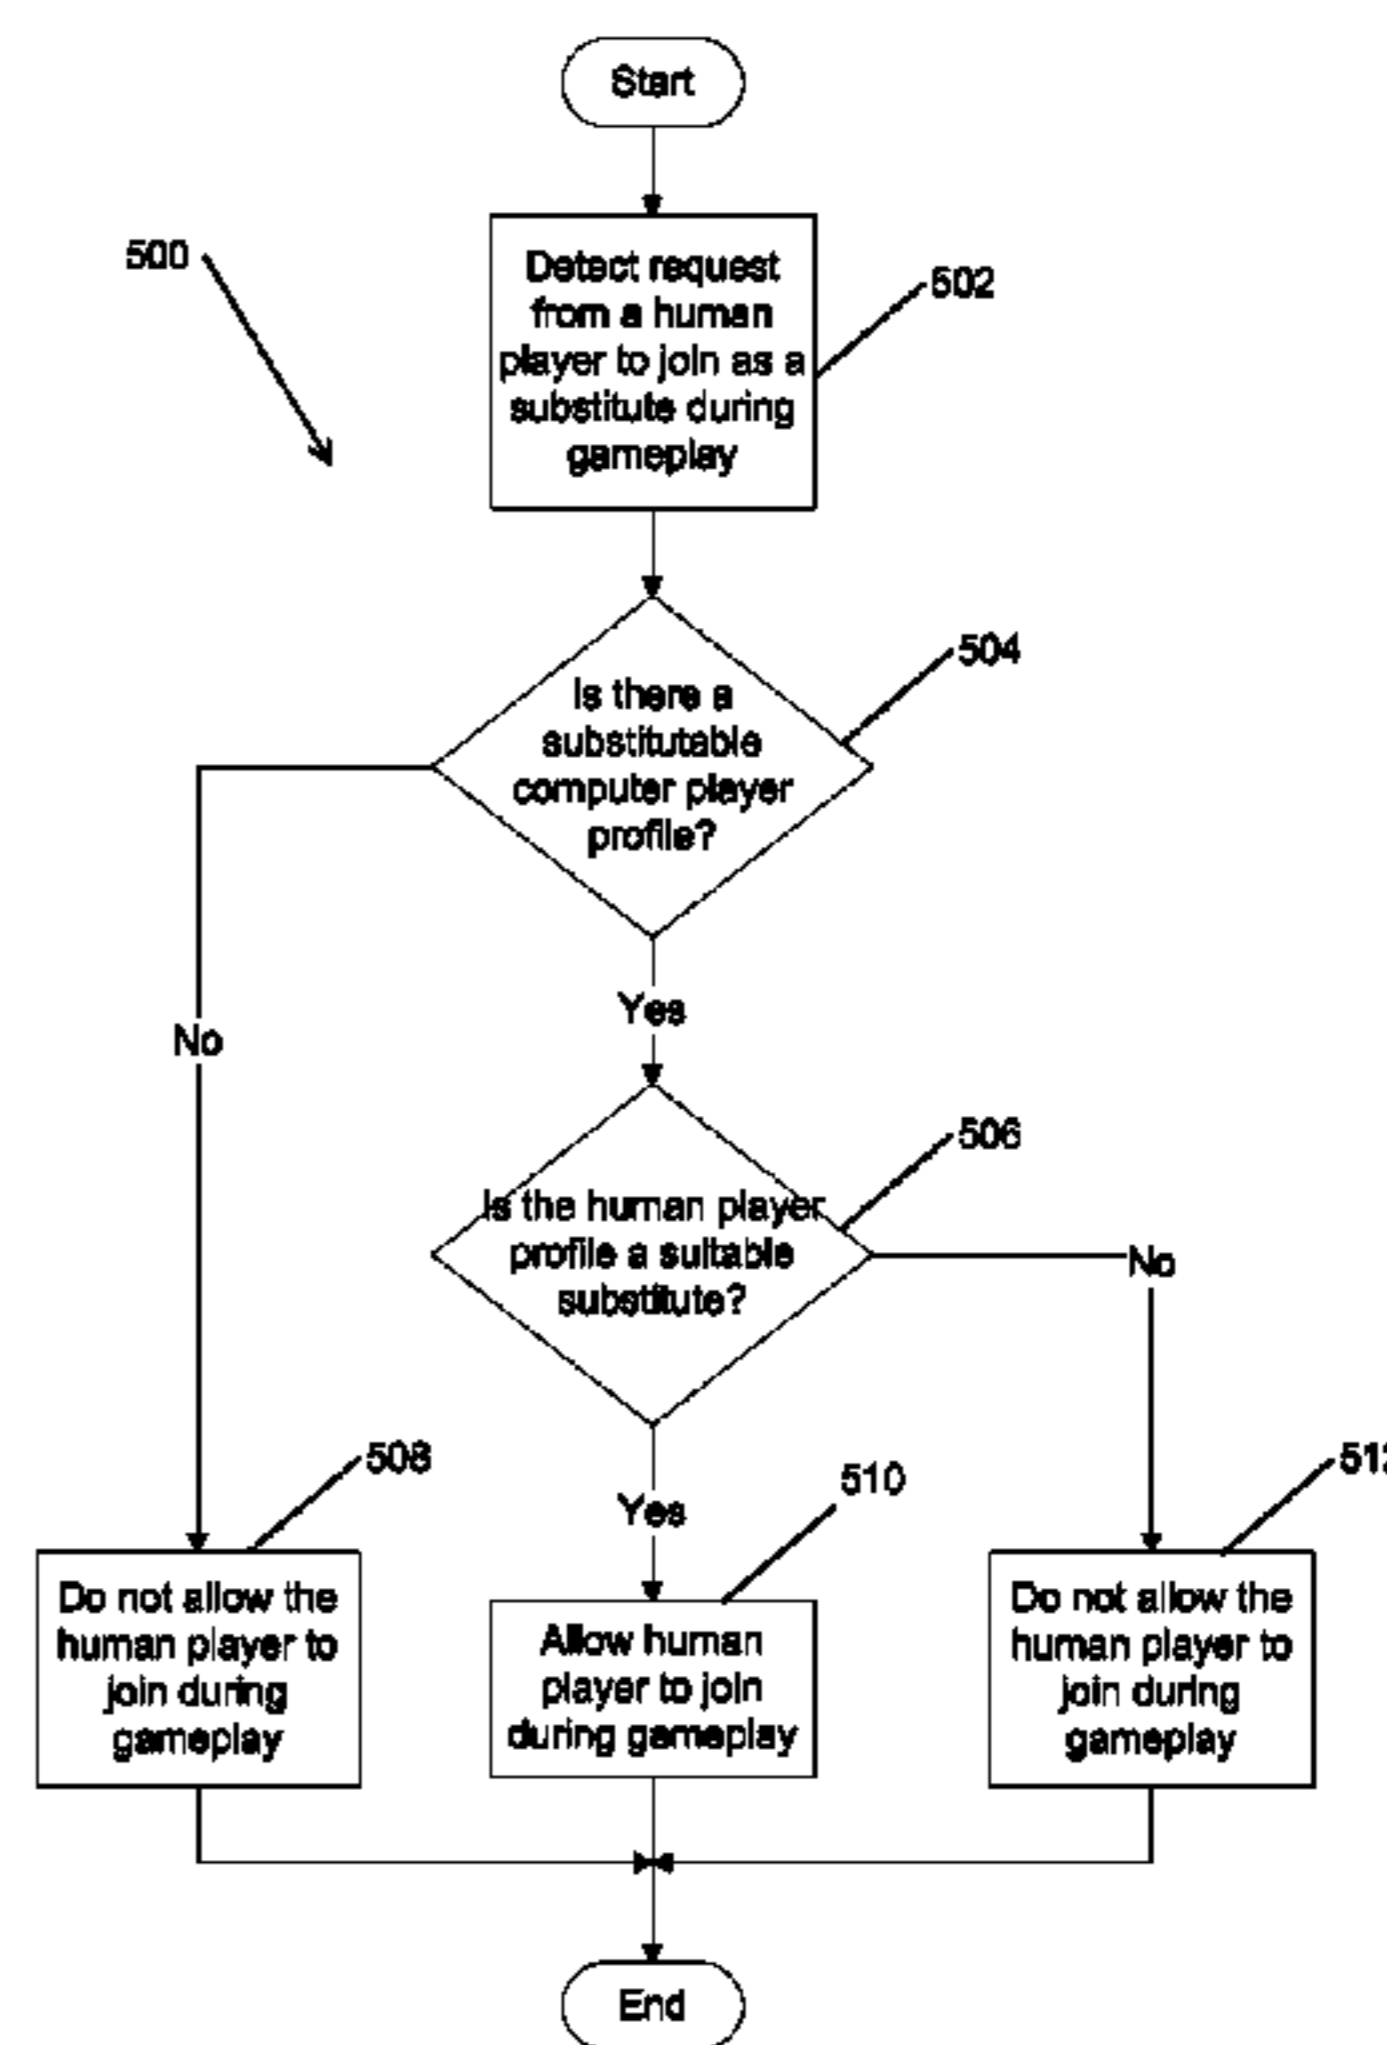 Start
500
Detect request
from a human
player to join as a
substitute during
gameplay
502
Is there a
substitutable
computer player
profile?
504
Yes
No
Is the human player
profile a suitable
substitute?
506
No
Yes
508
510
Do not allow the
human player to
join during
gameplay
Allow human
player to join
during gameplay
Do not allow the
human player to
join during
gameplay
End